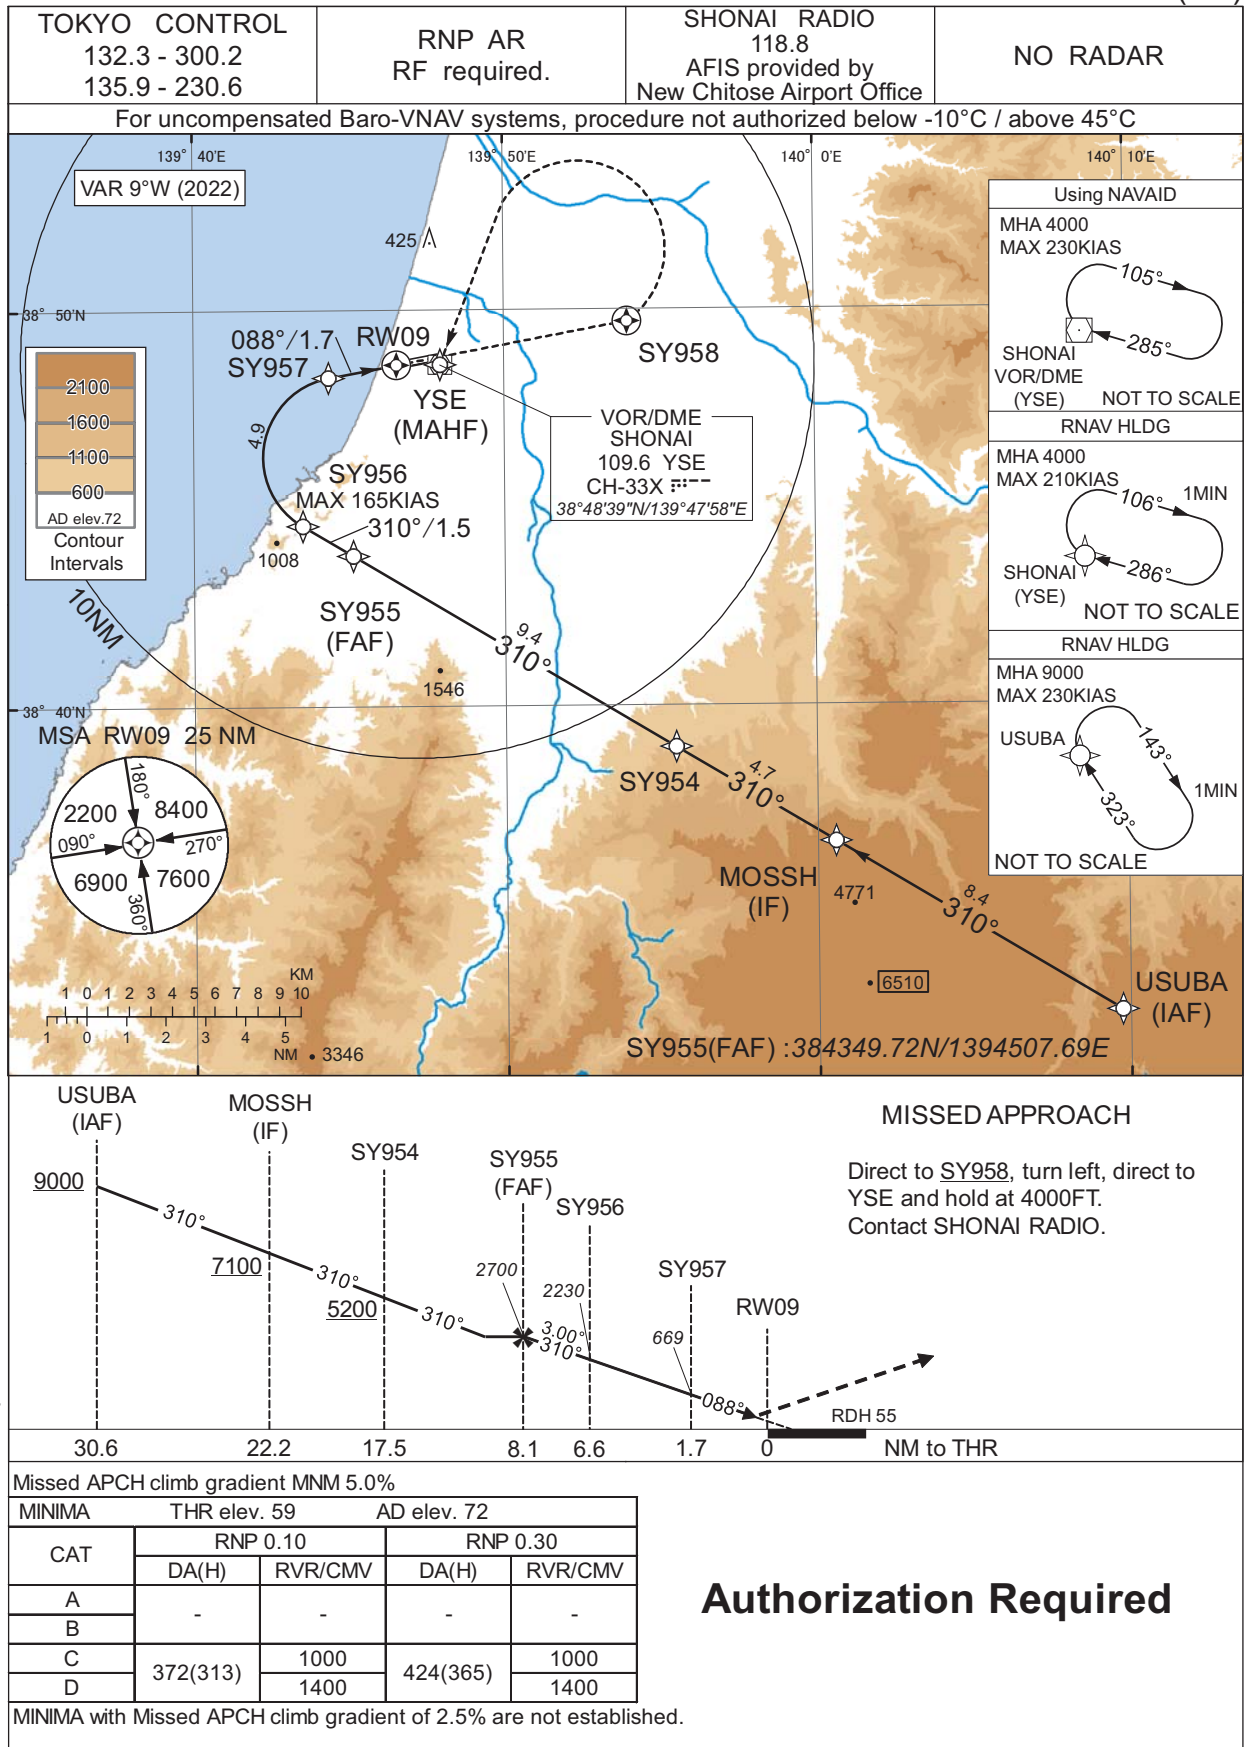 TOKYO CONTROL
132.3 - 300.2
135.9 - 230.6
RNP AR
RF required.
SHONAI RADIO
118.8
AFIS provided by
New Chitose Airport Office
NO RADAR
For uncompensated Baro-VNAV systems, procedure not authorized below -10°C / above 45°C
139° 40'E
139° 50'E
140° 0'E
140° 10'E
VAR 9°W (2022)
425
38° 50'N
088°/1.7
RW09
SY957
SY958
YSE
(MAHF)
2100
1600
1100
600
AD elev.72
Contour
Intervals
4.9
VOR/DME
SHONAI
109.6 YSE
CH-33X
38°48'39"N/139°47'58"E
SY956
MAX 165KIAS
310°/1.5
1008
10NM
SY955
(FAF)
9.4
310°
1546
38° 40'N
SY954
4.7
310°
MOSSH
(IF)
4771
8.4
310°
6510
USUBA
(IAF)
MSA RW09 25 NM
180°
2200
8400
090°
270°
6900
7600
360°
KM
1 0 1 2 3 4 5 6 7 8 9 10
1 0 1 2 3 4 5
NM
3346
SY955(FAF) :384349.72N/1394507.69E
Using NAVAID
MHA 4000
MAX 230KIAS
105°
285°
SHONAI
VOR/DME
(YSE)
NOT TO SCALE
RNAV HLDG
MHA 4000
MAX 210KIAS
106°
1MIN
286°
SHONAI
(YSE)
NOT TO SCALE
RNAV HLDG
MHA 9000
MAX 230KIAS
USUBA
143°
1MIN
323°
NOT TO SCALE
USUBA
(IAF)
MOSSH
(IF)
SY954
SY955
(FAF)
SY956
SY957
RW09
9000
310°
7100
310°
5200
310°
2700
2230
3.00°
310°
669
088°
RDH 55
30.6 22.2 17.5 8.1 6.6 1.7 0 NM to THR
MISSED APPROACH
Direct to SY958, turn left, direct to
YSE and hold at 4000FT.
Contact SHONAI RADIO.
Missed APCH climb gradient MNM 5.0%
MINIMA THR elev. 59 AD elev. 72
CAT RNP 0.10 RNP 0.30
DA(H) RVR/CMV DA(H) RVR/CMV
A
B
- - - -
C 372(313) 1000 424(365) 1000
D 1400 1400
MINIMA with Missed APCH climb gradient of 2.5% are not established.
Authorization Required